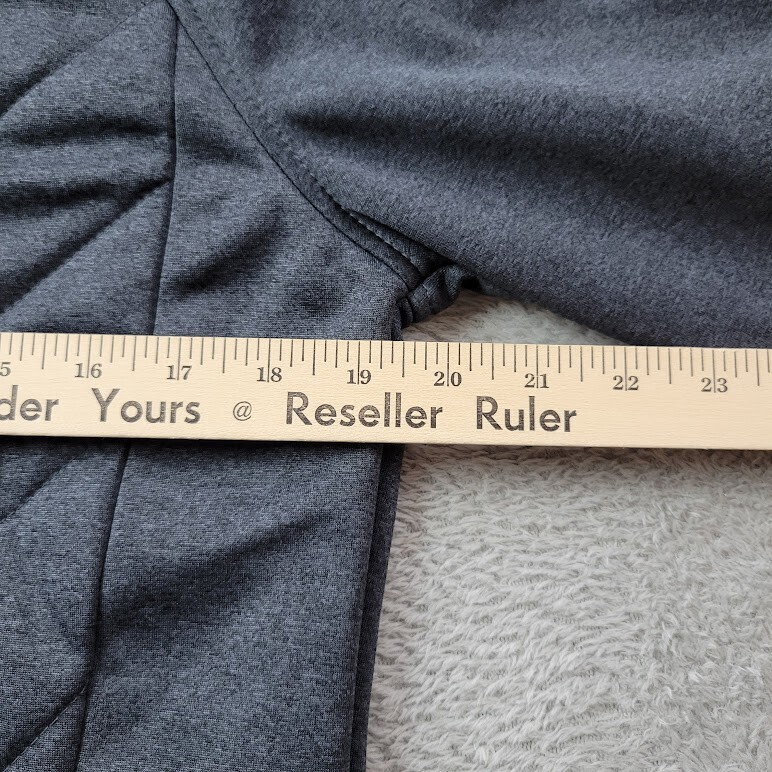 5 16 17 18 19 20 21 22 23
der Yours @ Reseller Ruler